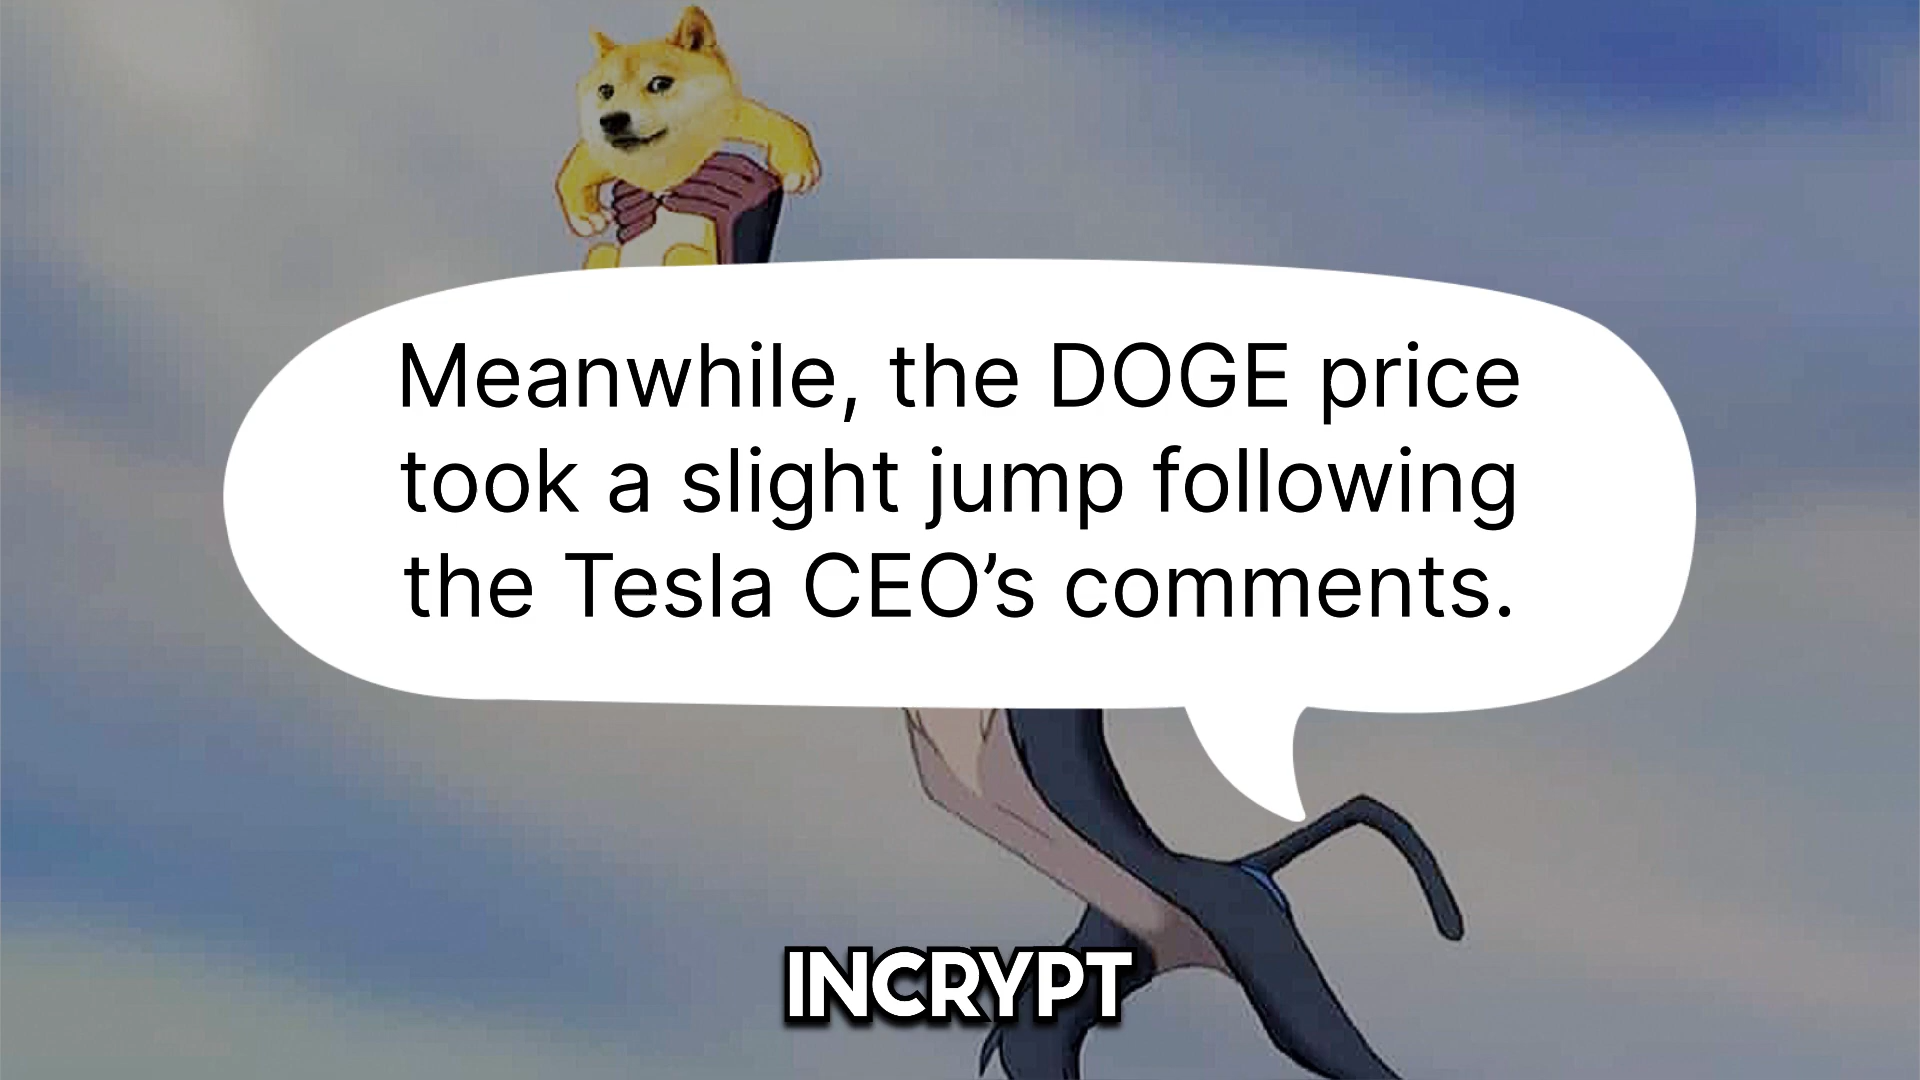 Meanwhile, the DOGE price
took a slight jump following
the Tesla CEO’s comments.
INCRYPT